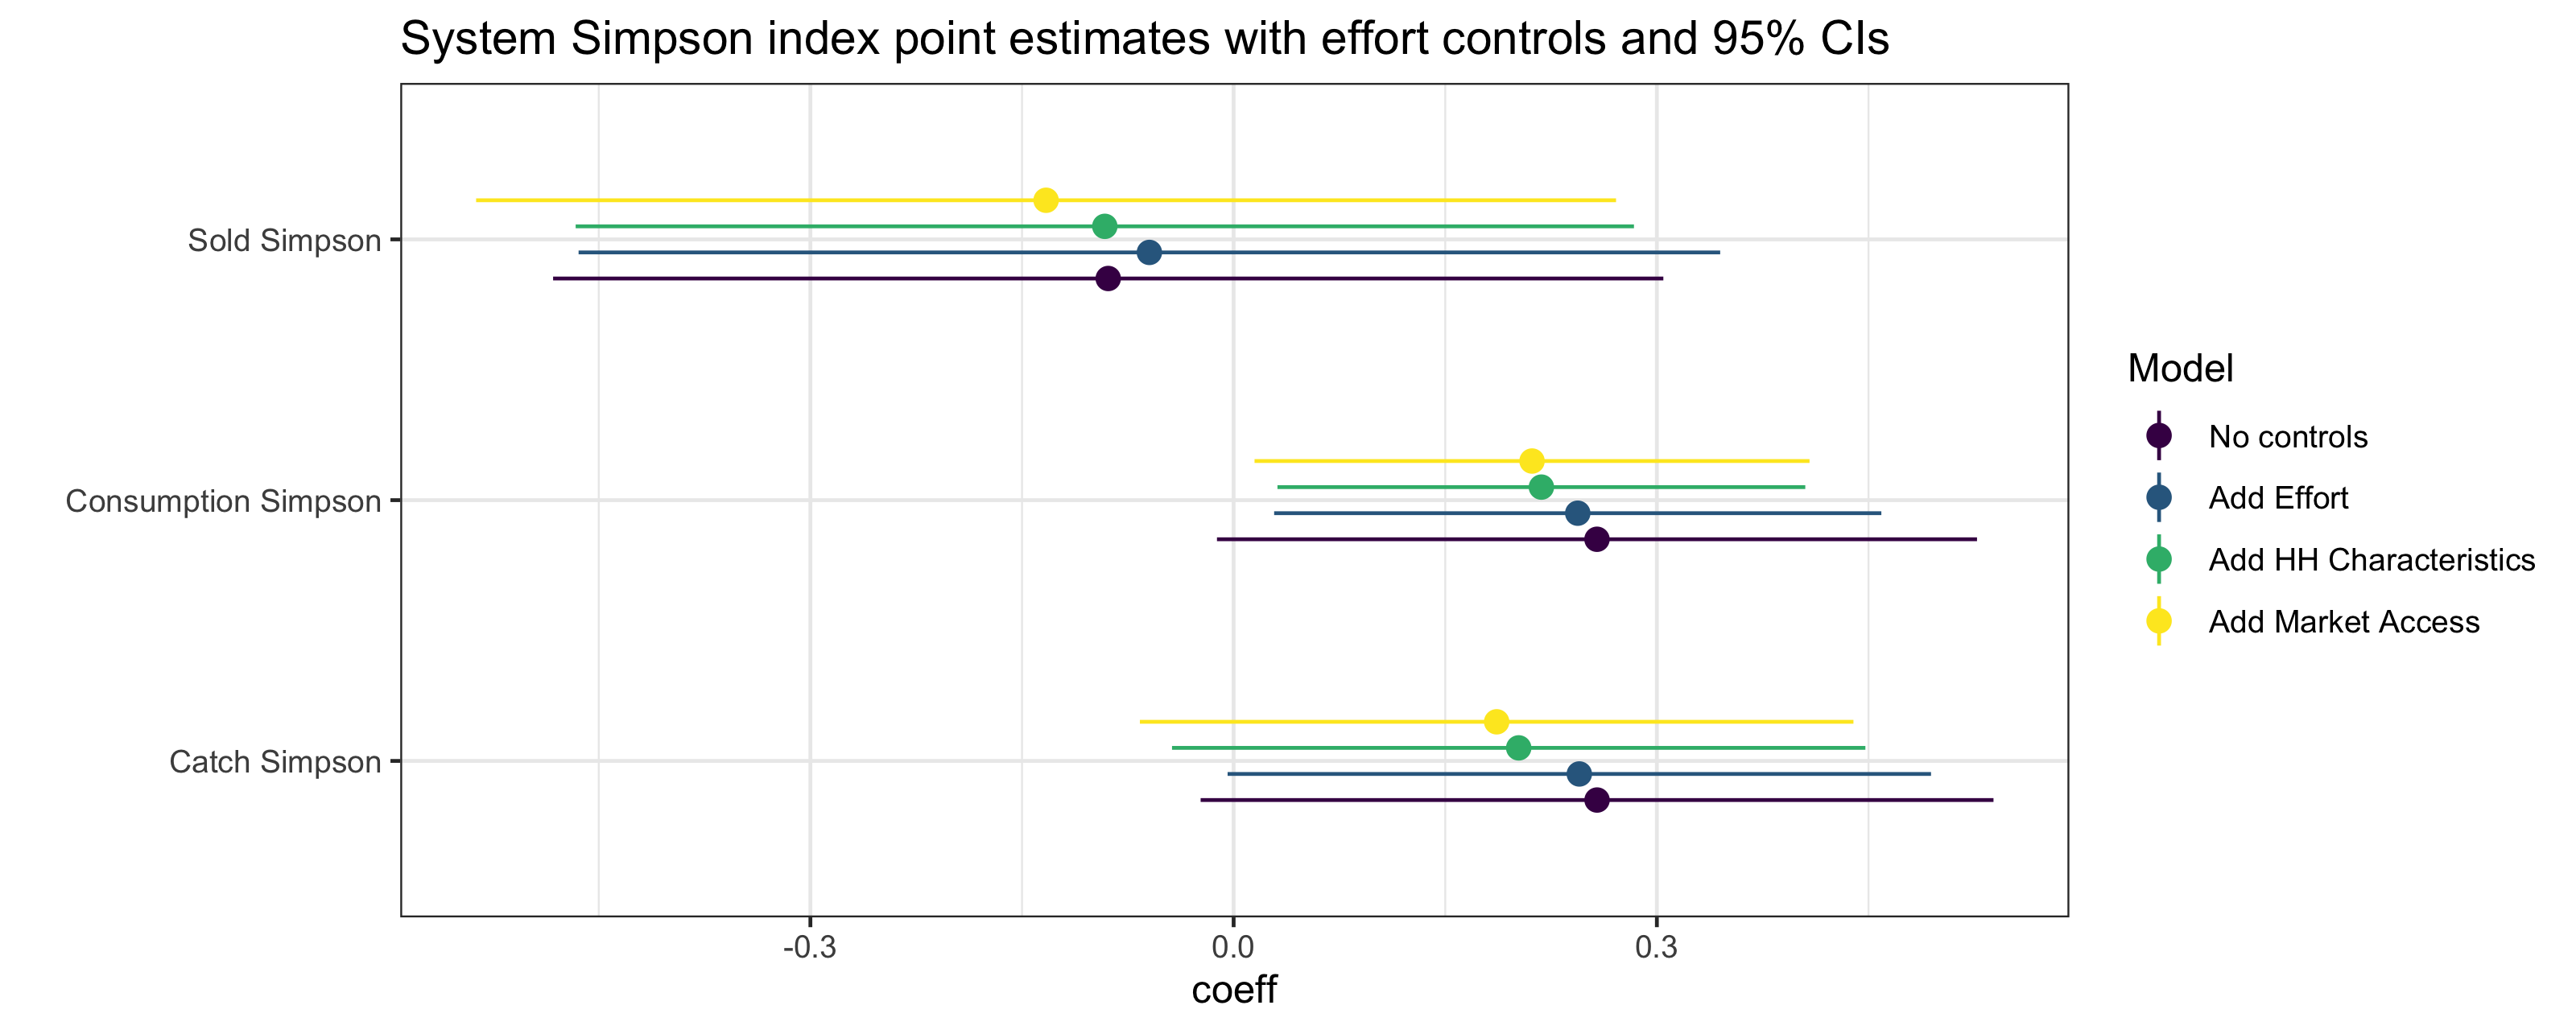 System Simpson index point estimates with effort controls and 95% CIs
Sold Simpson
Consumption Simpson
Catch Simpson
-0.3
0.0
0.3
coeff
Model
No controls
Add Effort
Add HH Characteristics
Add Market Access